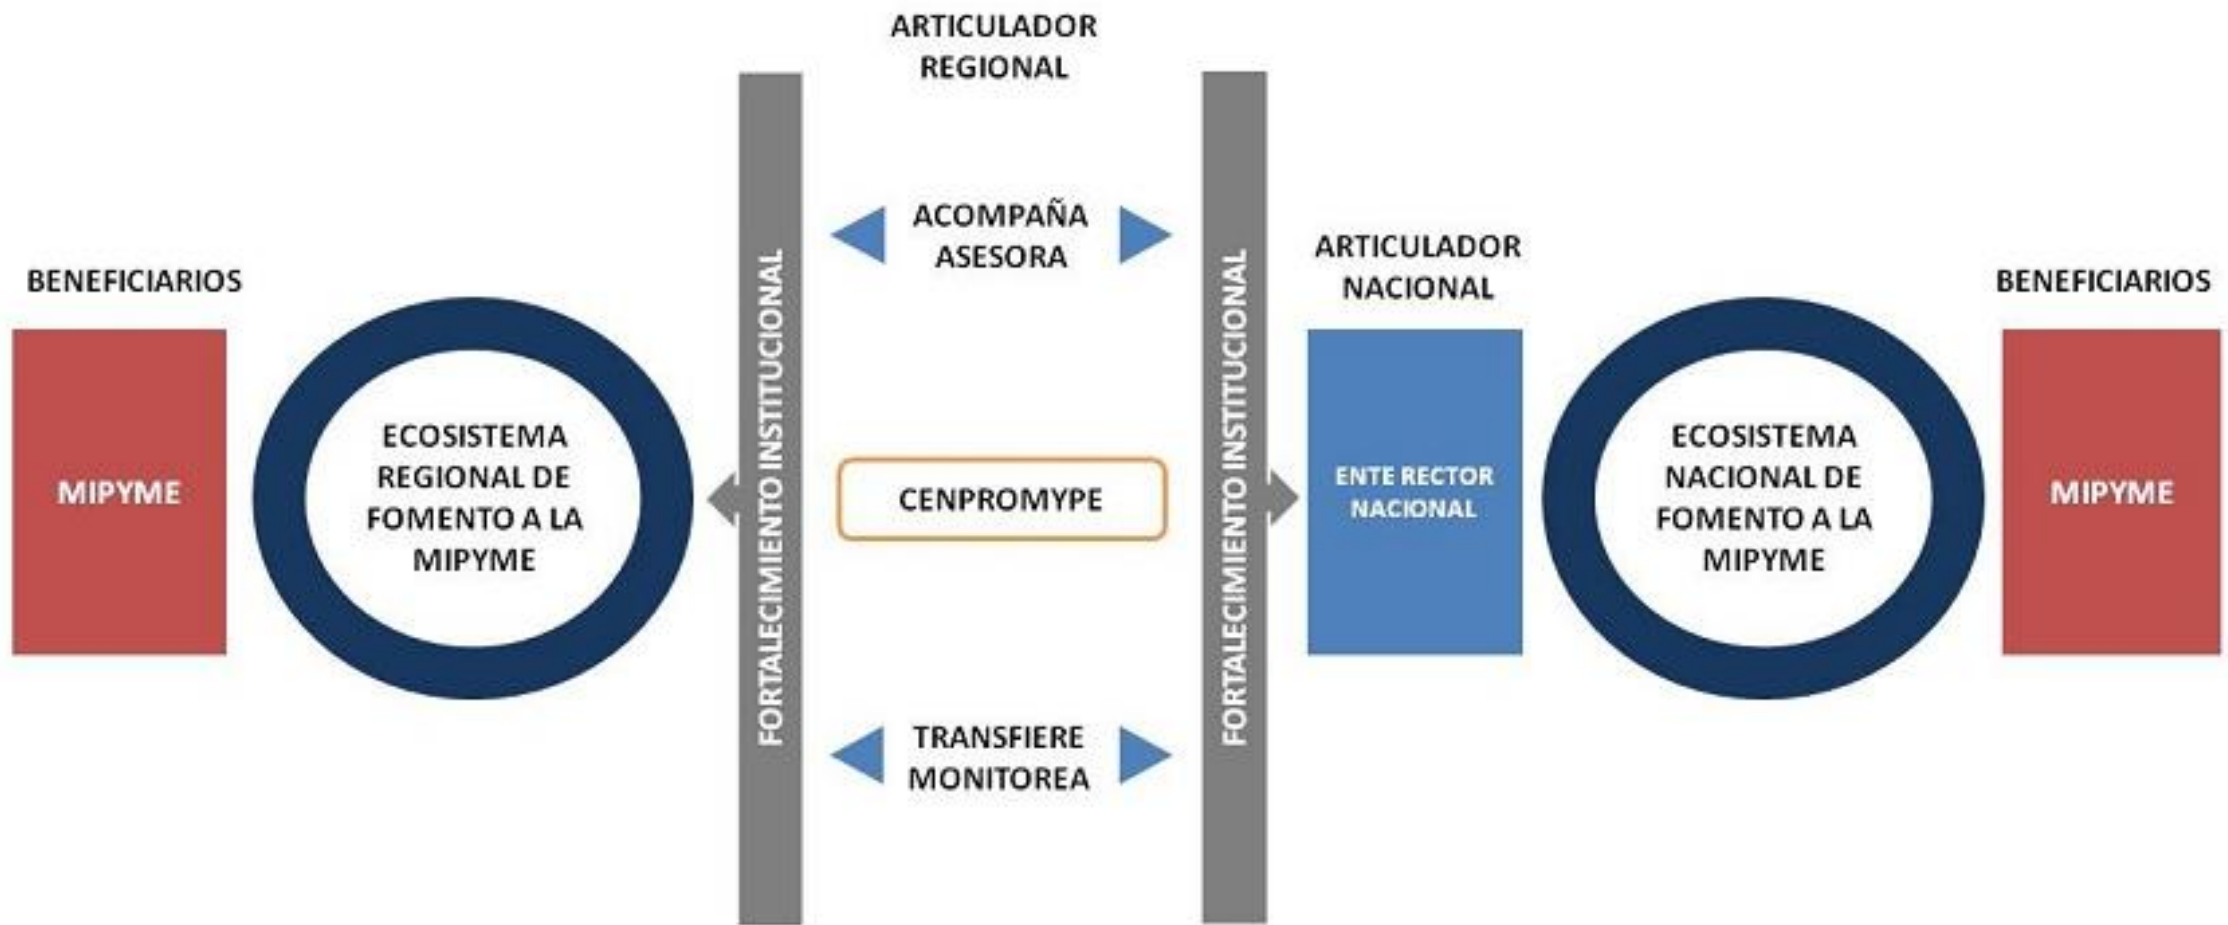 ARTICULADOR
REGIONAL
BENEFICIARIOS
MIPYME
ECOSISTEMA
REGIONAL DE
FOMENTO A LA
MIPYME
FORTALECIMIENTO INSTITUCIONAL
ACOMPAÑA
ASESORA
CENPROMYPE
TRANSFIERE
MONITOREA
FORTALECIMIENTO INSTITUCIONAL
ARTICULADOR
NACIONAL
ENTE RECTOR
NACIONAL
ECOSISTEMA
NACIONAL DE
FOMENTO A LA
MIPYME
BENEFICIARIOS
MIPYME